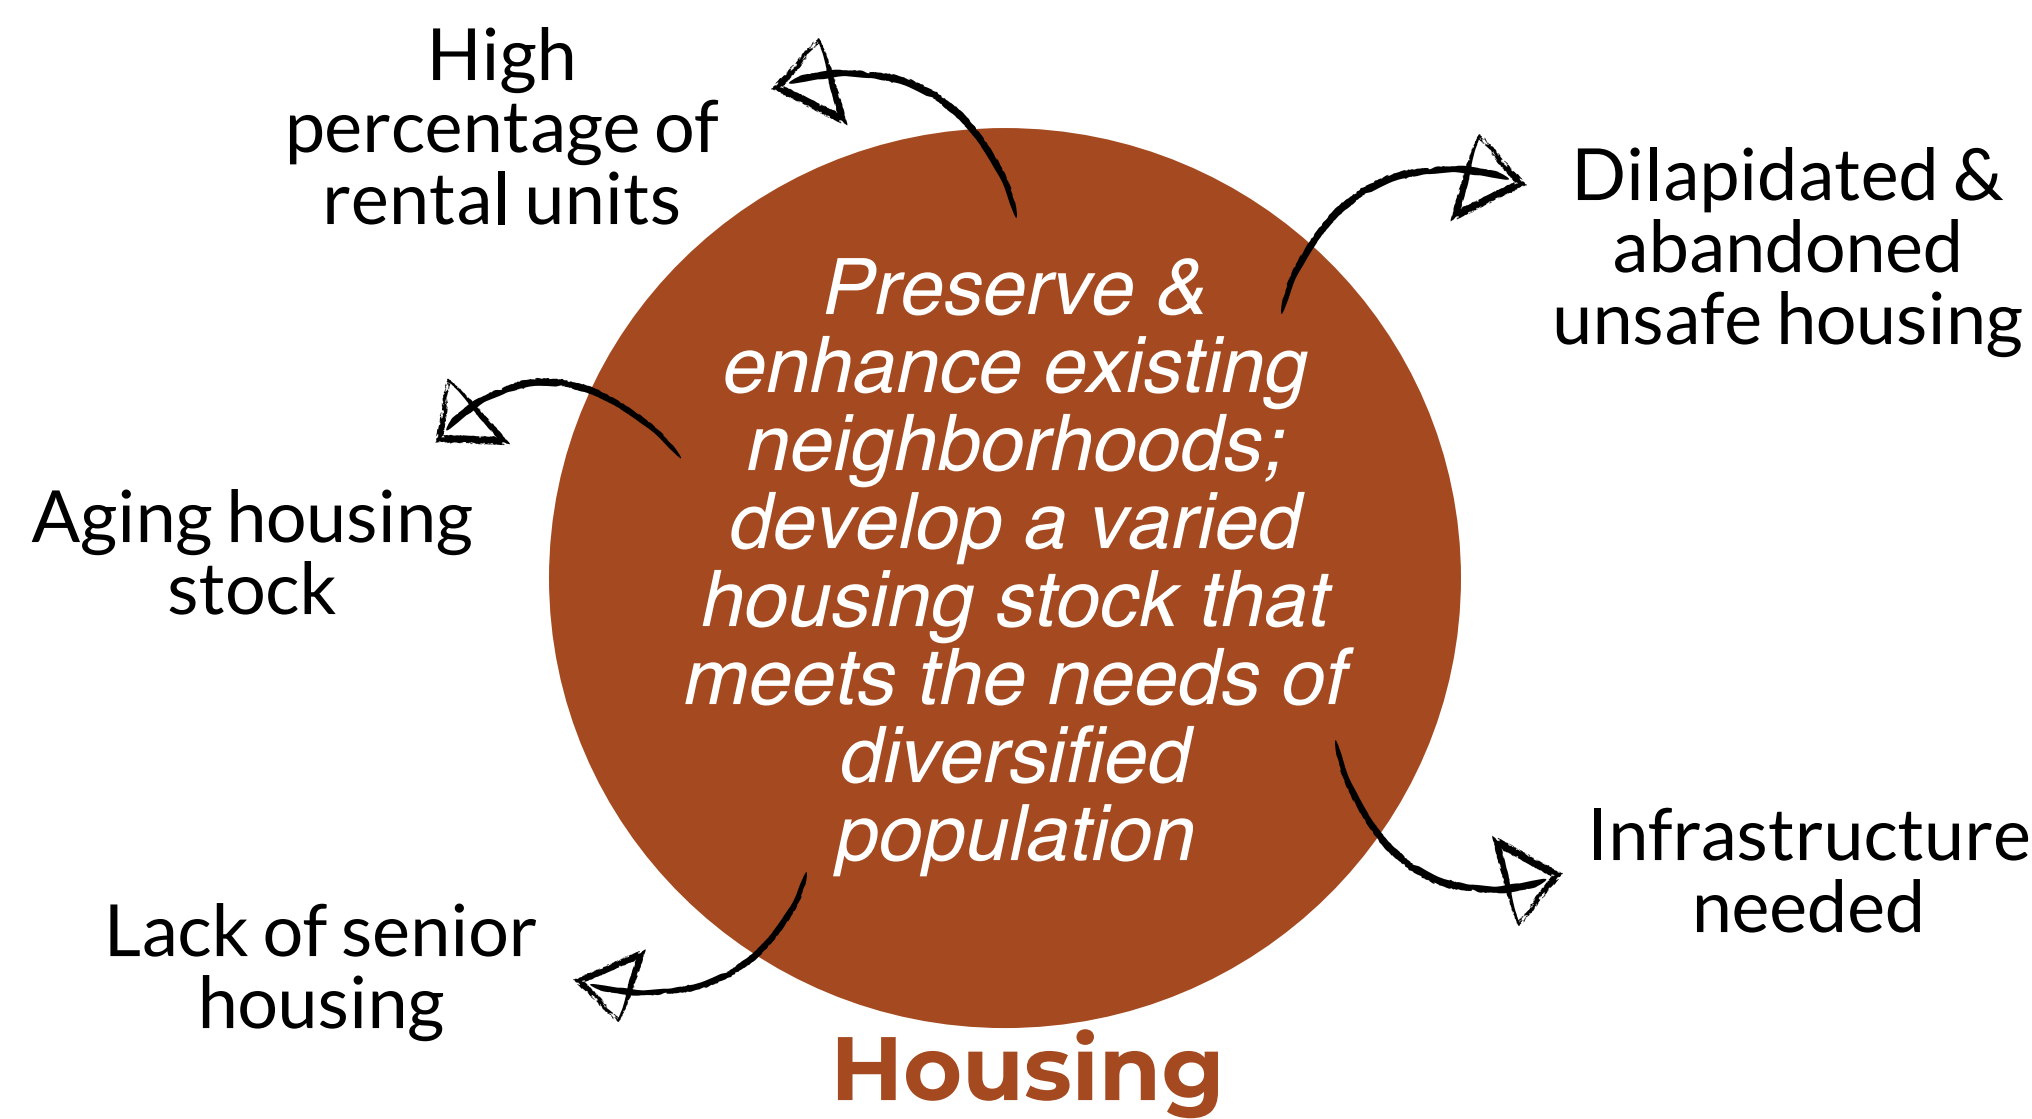 High
percentage of
rental units
Dilapidated &
abandoned
unsafe housing
Preserve &
enhance existing
neighborhoods;
develop a varied
housing stock that
meets the needs of
diversified
population
Aging housing
stock
Infrastructure
needed
Lack of senior
housing
Housing